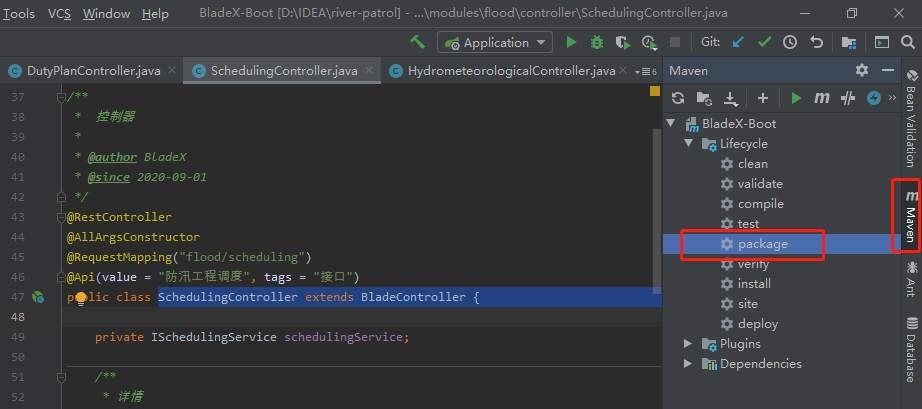 Tools VCS Window Help BladeX-Boot [D:\IDEA\river-patrol] - ...\modules\flood\controller\SchedulingController.java
Application Git:
DutyPlanController.java SchedulingController.java HydrometeorologicalController.java 6
Maven
37 /**
38 * 控制器
39 *
40 * @author BladeX
41 * @since 2020-09-01
42 */
43 @RestController
44 @AllArgsConstructor
45 @RequestMapping("flood/scheduling")
46 @Api(value = "防汛工程调度", tags = "接口")
47 public class SchedulingController extends BladeController {
48
49 private ISchedulingService schedulingService;
50
51 /**
52 * 详情
BladeX-Boot
Lifecycle
clean
validate
compile
test
package
verify
install
site
deploy
Plugins
Dependencies
Bean Validation
m Maven
Ant
Database